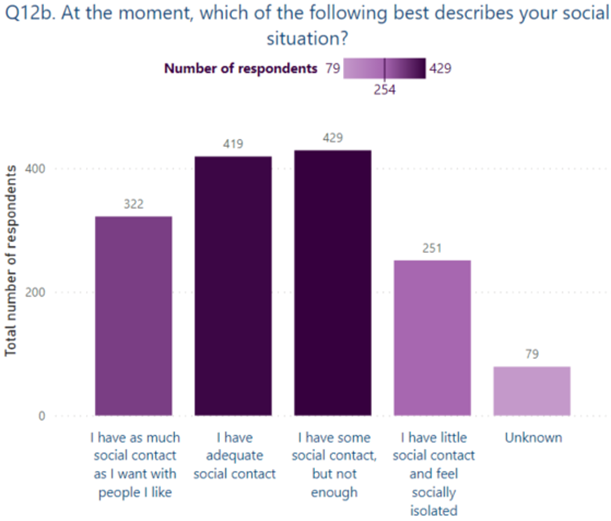 Q12b. At the moment, which of the following best describes your social
situation?
Number of respondents 79 429
254
Total number of respondents
400
200
0
322
419
429
251
79
I have as much
social contact
as I want with
people I like
I have
adequate
social contact
I have some
social contact,
but not
enough
I have little
social contact
and feel
socially
isolated
Unknown